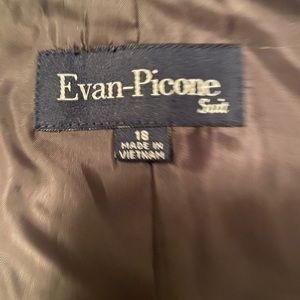 Evan-Picone
Suit
18
MADE IN
VIETNAM